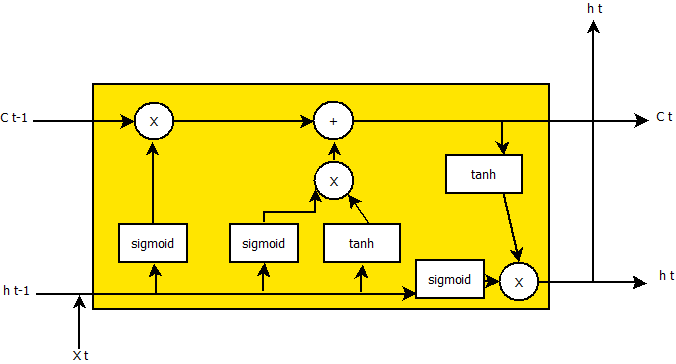 h t
C t-1
X
+
C t
X
tanh
sigmoid
sigmoid
tanh
sigmoid
X
h t
h t-1
X t